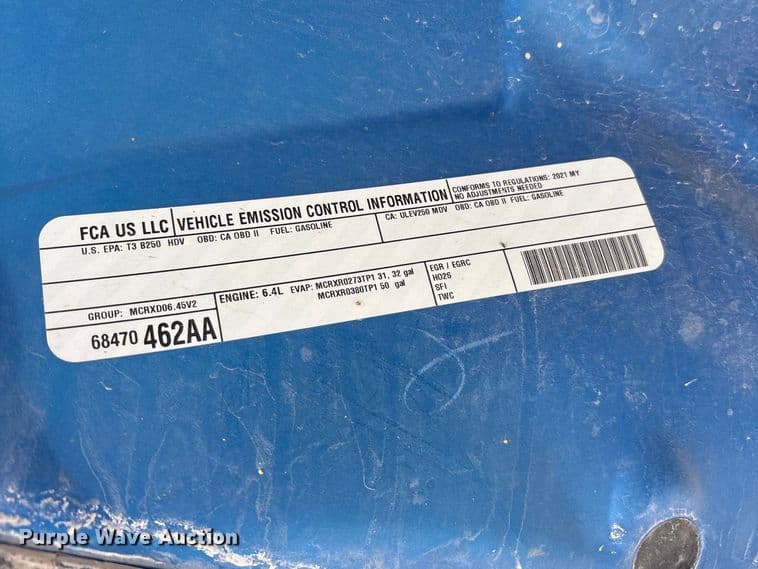 FCA US LLC
VEHICLE EMISSION CONTROL INFORMATION
CONFORMS TO REGULATIONS: 2021 MY
NO ADJUSTMENTS NEEDED
U.S. EPA: T3 B250 HDV OBD: CA OBD II FUEL: GASOLINE
CA: ULEV250 MDV OBD: CA OBD II FUEL: GASOLINE
GROUP: MCRXD06.45V2
68470 462AA
ENGINE: 6.4L EVAP: MCRXR0273TP1 31, 32 gal
MCRXR0380TP1 50 gal
EGR / EGRC
HO2S
SFI
TWC
Purple Wave Auction